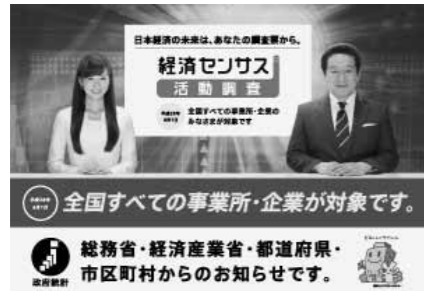 日本経済の未来は、あなたの調査票から。
経済センサス
活動調査
全国すべての事業所・企業の
みなさまが対象です
全国すべての事業所・企業が対象です。
政府統計
総務省・経済産業省・都道府県・
市区町村からのお知らせです。